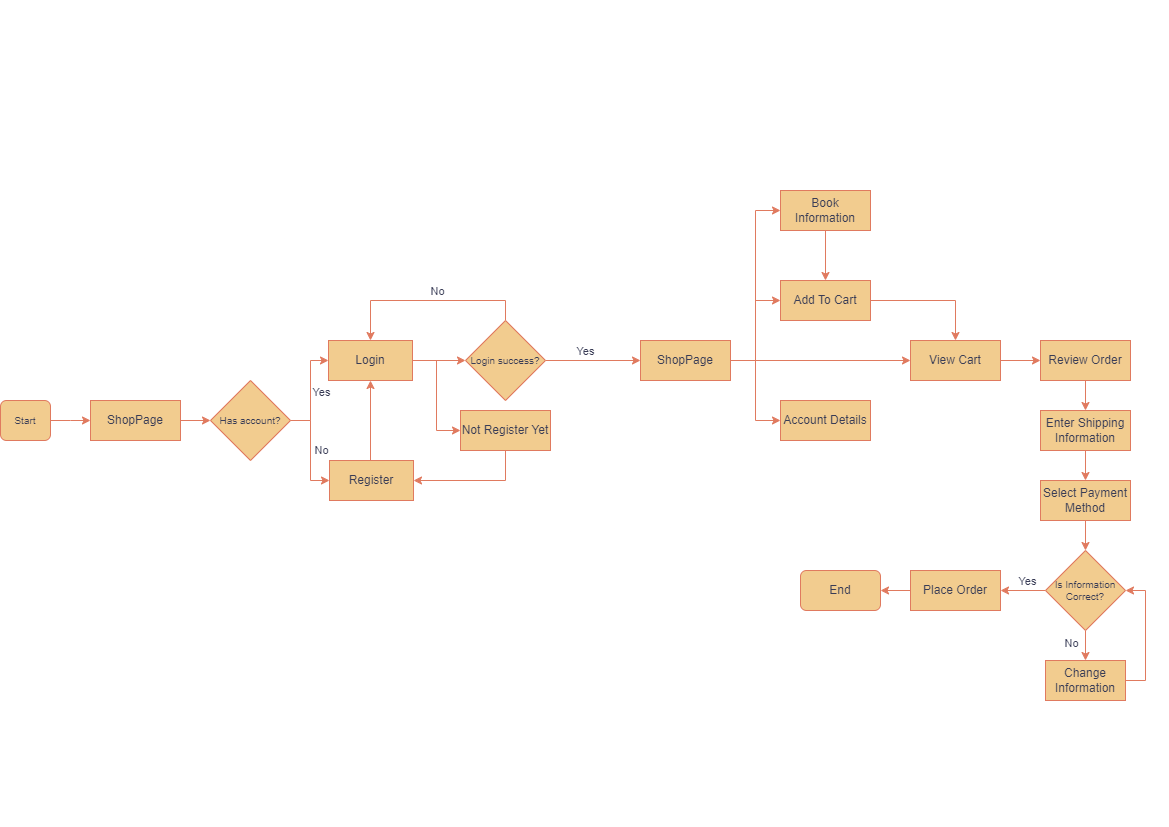 Book
Information
Add To Cart
No
Login
Login success?
Yes
ShopPage
View Cart
Review Order
Yes
Start
ShopPage
Has account?
Not Register Yet
Account Details
Enter Shipping
Information
No
Register
Select Payment
Method
End
Place Order
Yes
Is Information
Correct?
No
Change
Information